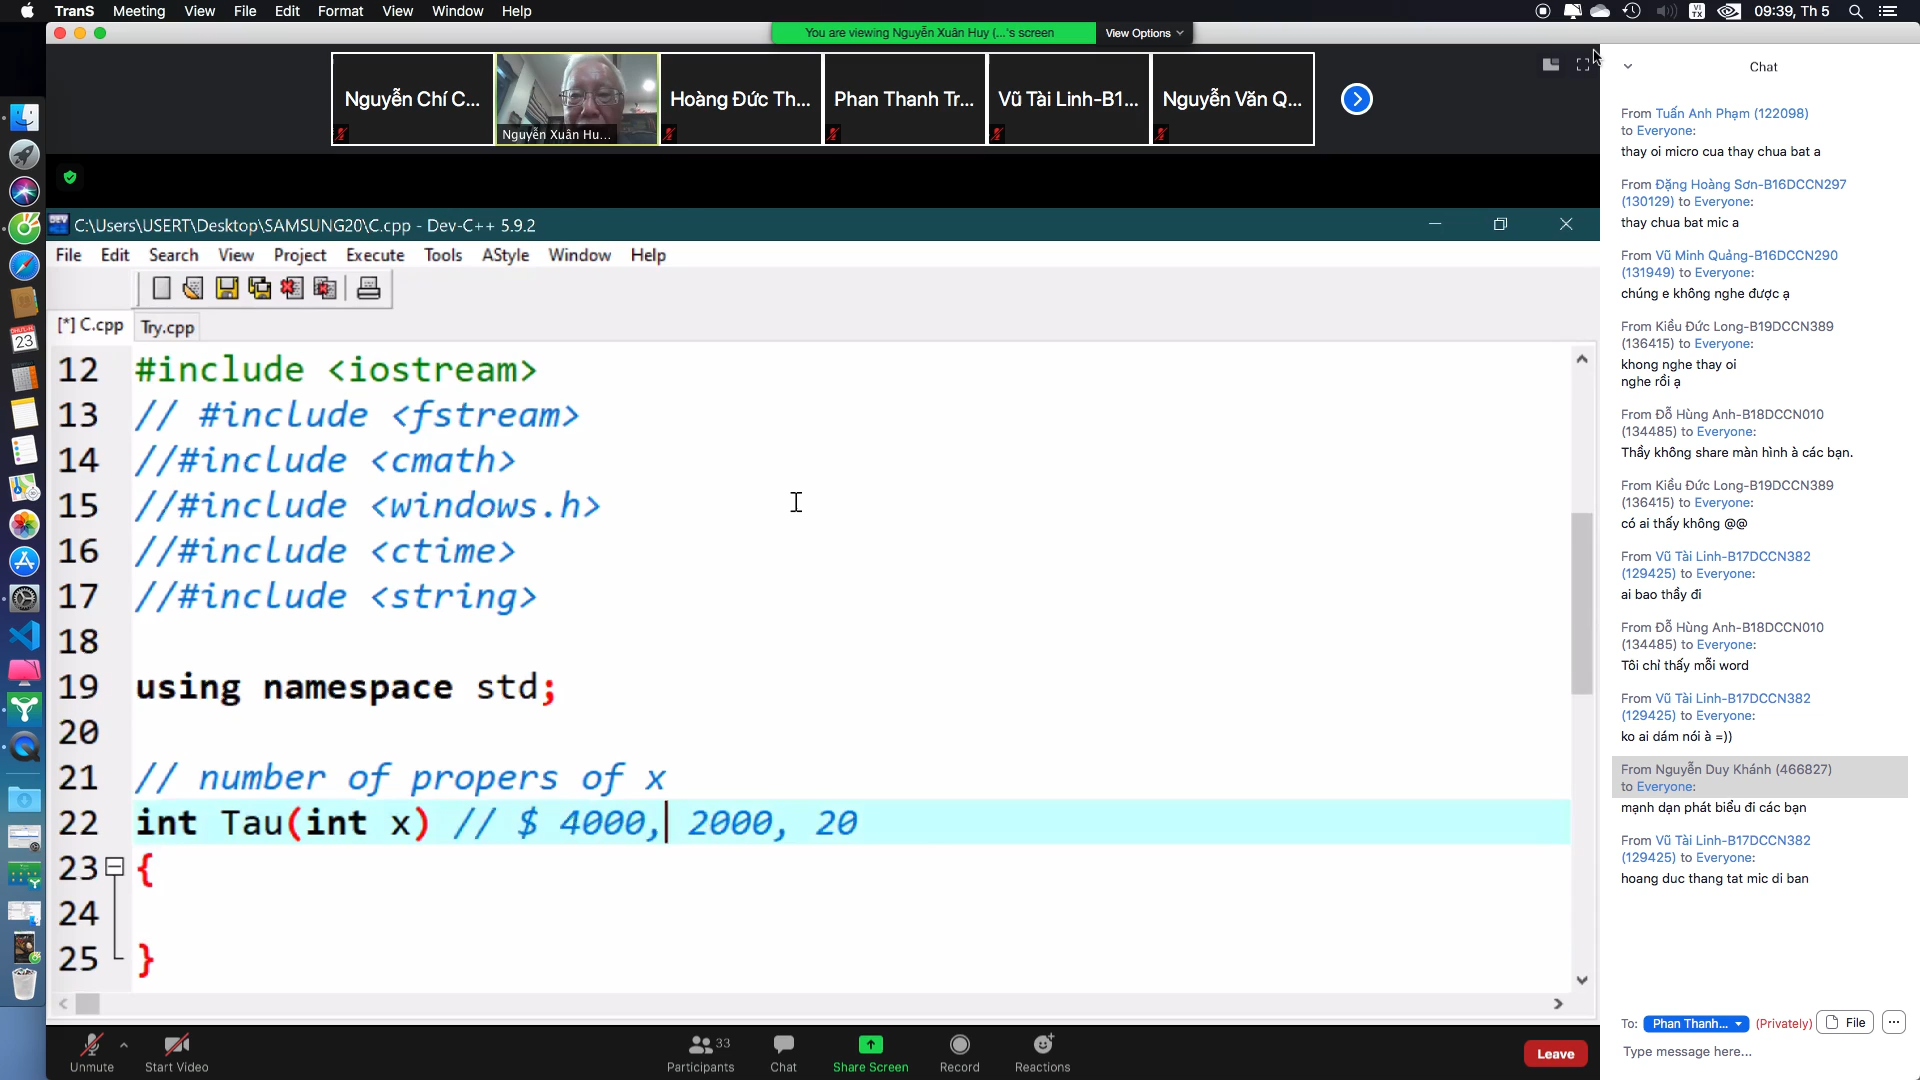 TransS Meeting View File Edit Format View Window Help
VI TX 09:39, Th 5
You are viewing Nguyễn Xuân Huy (...'s screen View Options
Nguyễn Chí C...
Nguyễn Xuân Hu...
Hoàng Đức Th...
Phan Thanh Tr...
Vũ Tài Linh-B1...
Nguyễn Văn Q...
C:\Users\USERT\Desktop\SAMSUNG20\C.cpp - Dev-C++ 5.9.2
File Edit Search View Project Execute Tools AStyle Window Help
[*] C.cpp Try.cpp
12 #include <iostream>
13 // #include <fstream>
14 //#include <cmath>
15 //#include <windows.h>
16 //#include <ctime>
17 //#include <string>
18
19 using namespace std;
20
21 // number of propers of x
22 int Tau(int x) // $ 4000, 2000, 20
23 {
24
25 }
Unmute
Start Video
33
Participants
Chat
Share Screen
Record
Reactions
Leave
Chat
From Tuấn Anh Phạm (122098)
to Everyone:
thay oi micro cua thay chua bat a
From Đặng Hoàng Sơn-B16DCCN297
(130129) to Everyone:
thay chua bat mic a
From Vũ Minh Quảng-B16DCCN290
(131949) to Everyone:
chúng e không nghe được ạ
From Kiều Đức Long-B19DCCN389
(136415) to Everyone:
khong nghe thay oi
nghe rồi ạ
From Đỗ Hùng Anh-B18DCCN010
(134485) to Everyone:
Thầy không share màn hình à các bạn.
From Kiều Đức Long-B19DCCN389
(136415) to Everyone:
có ai thấy không @@
From Vũ Tài Linh-B17DCCN382
(129425) to Everyone:
ai bao thầy đi
From Đỗ Hùng Anh-B18DCCN010
(134485) to Everyone:
Tôi chỉ thấy mỗi word
From Vũ Tài Linh-B17DCCN382
(129425) to Everyone:
ko ai dám nói à =))
From Nguyễn Duy Khánh (466827)
to Everyone:
mạnh dạn phát biểu đi các bạn
From Vũ Tài Linh-B17DCCN382
(129425) to Everyone:
hoang duc thang tat mic di ban
To: Phan Thanh... (Privately) File
Type message here...